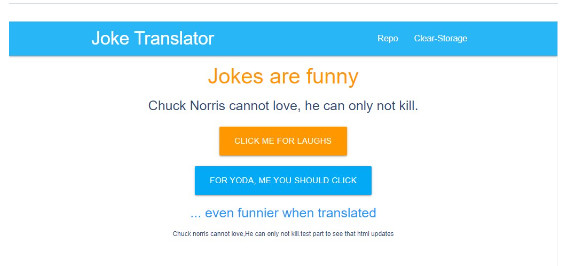 Joke Translator
Repo
Clear-Storage
Jokes are funny
Chuck Norris cannot love, he can only not kill.
CLICK ME FOR LAUGHS
FOR YODA, ME YOU SHOULD CLICK
... even funnier when translated
Chuck norris cannot love,He can only not kill.test part to see that html updates